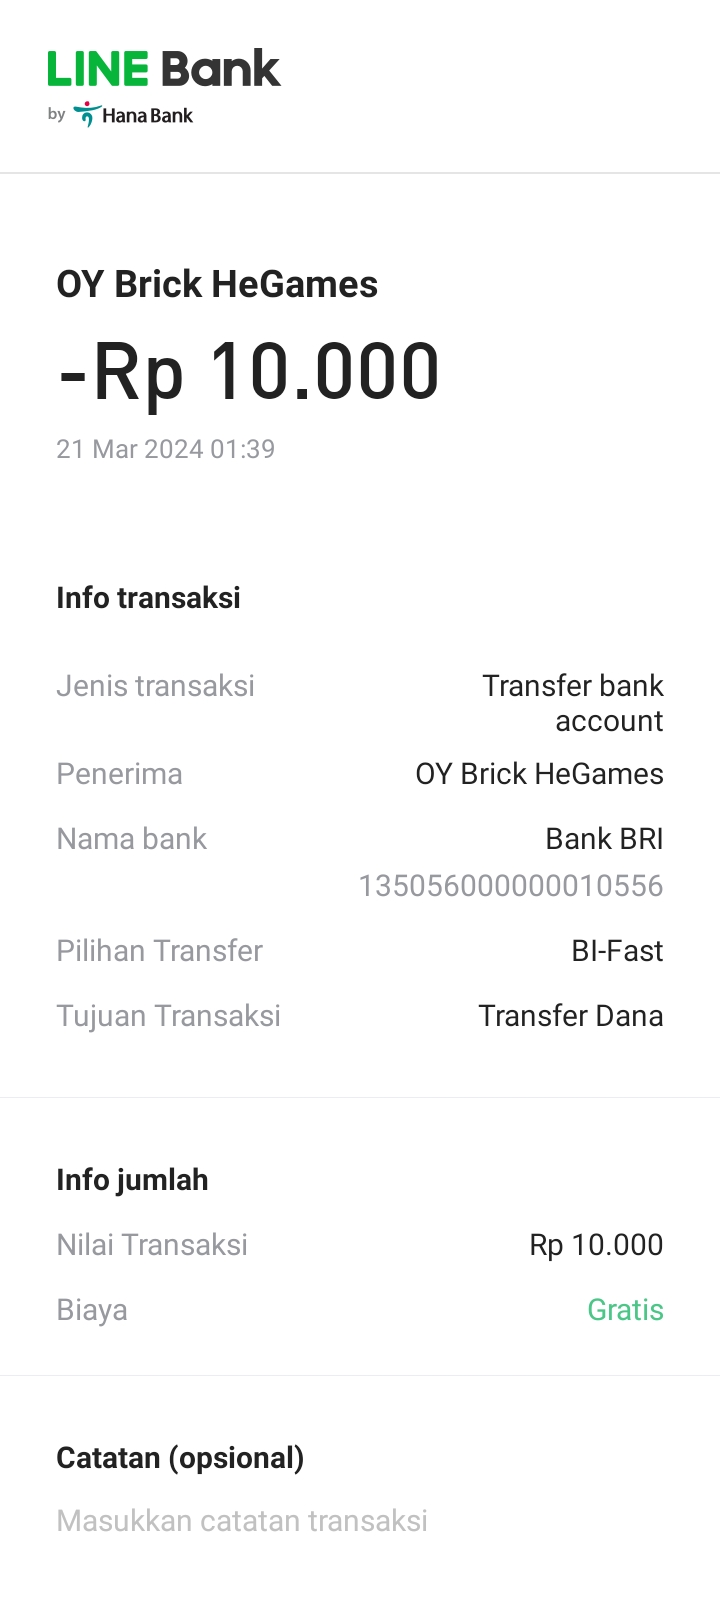 LINE Bank
by Hana Bank
OY Brick HeGames
-Rp 10.000
21 Mar 2024 01:39
Info transaksi
Jenis transaksi Transfer bank
account
Penerima OY Brick HeGames
Nama bank Bank BRI
135056000000010556
Pilihan Transfer BI-Fast
Tujuan Transaksi Transfer Dana
Info jumlah
Nilai Transaksi Rp 10.000
Biaya Gratis
Catatan (opsional)
Masukkan catatan transaksi